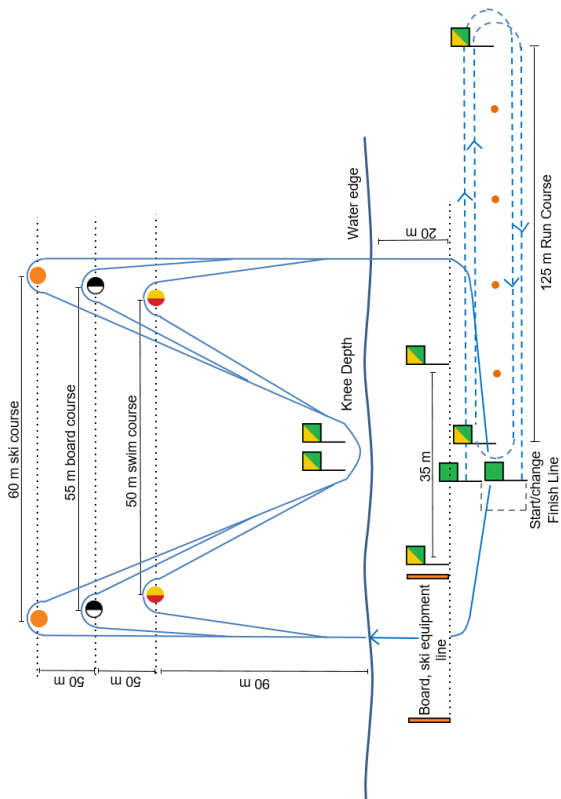 60 m ski course
55 m board course
50 m swim course
50 m
50 m
90 m
Water edge
Knee Depth
20 m
35 m
Board, ski equipment
line
125 m Run Course
Start/change
Finish Line